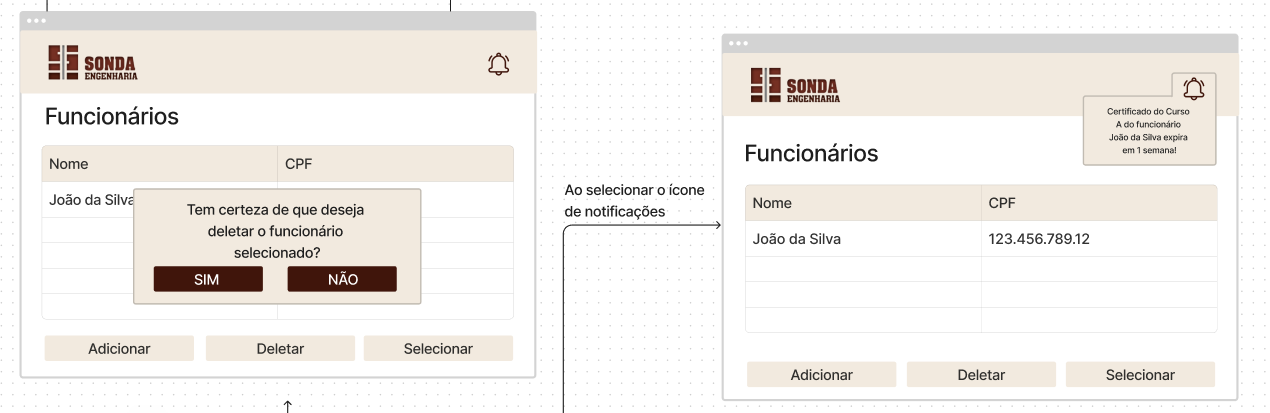 SONDA
ENGENHARIA
Funcionários
Nome CPF
João da Silva
Tem certeza de que deseja
deletar o funcionário
selecionado?
SIM NÃO
Adicionar Deletar Selecionar
Ao selecionar o ícone
de notificações
SONDA
ENGENHARIA
Certificado do Curso
A do funcionário
João da Silva expira
em 1 semana!
Funcionários
Nome CPF
João da Silva 123.456.789.12
Adicionar Deletar Selecionar